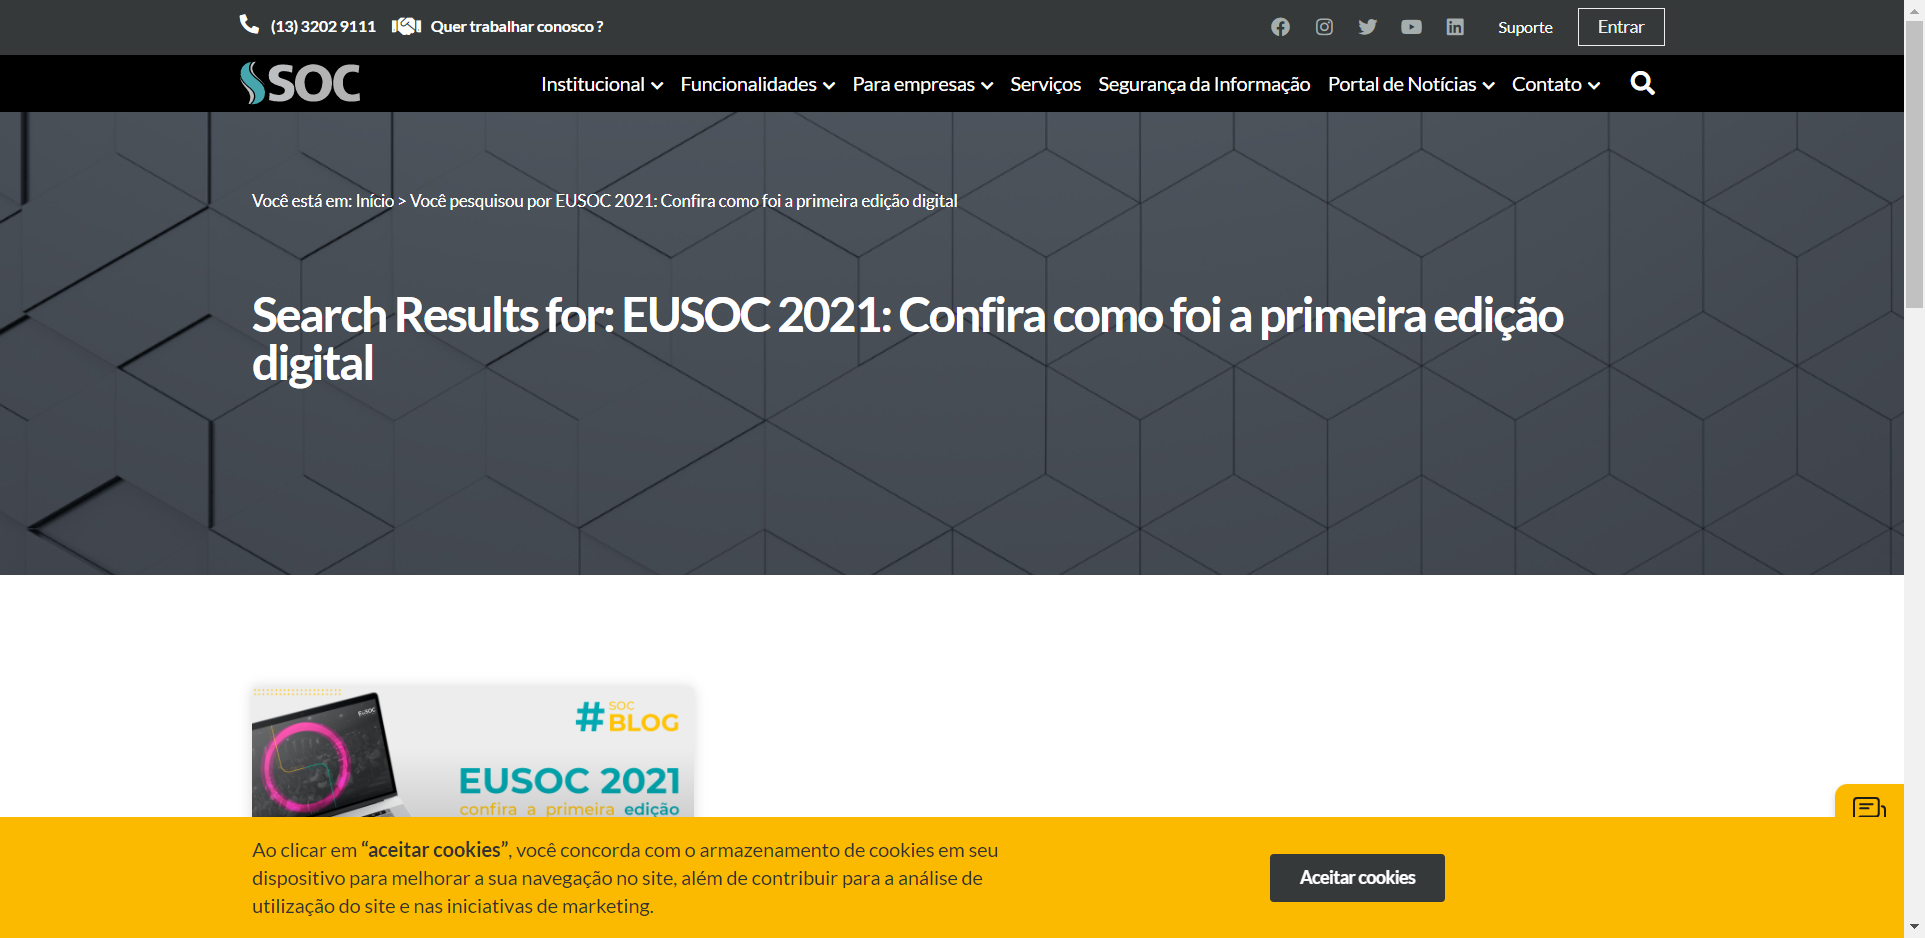 (13) 3202 9111 Quer trabalhar conosco ?
Suporte Entrar
SOC
Institucional Funcionalidades Para empresas Serviços Segurança da Informação Portal de Notícias Contato
Você está em: Início > Você pesquisou por EUSOC 2021: Confira como foi a primeira edição digital
Search Results for: EUSOC 2021: Confira como foi a primeira edição
digital
EUSOC
# SOC
BLOG
EUSOC 2021
confira a primeira edição
Ao clicar em “aceitar cookies”, você concorda com o armazenamento de cookies em seu
dispositivo para melhorar a sua navegação no site, além de contribuir para a análise de
utilização do site e nas iniciativas de marketing.
Aceitar cookies